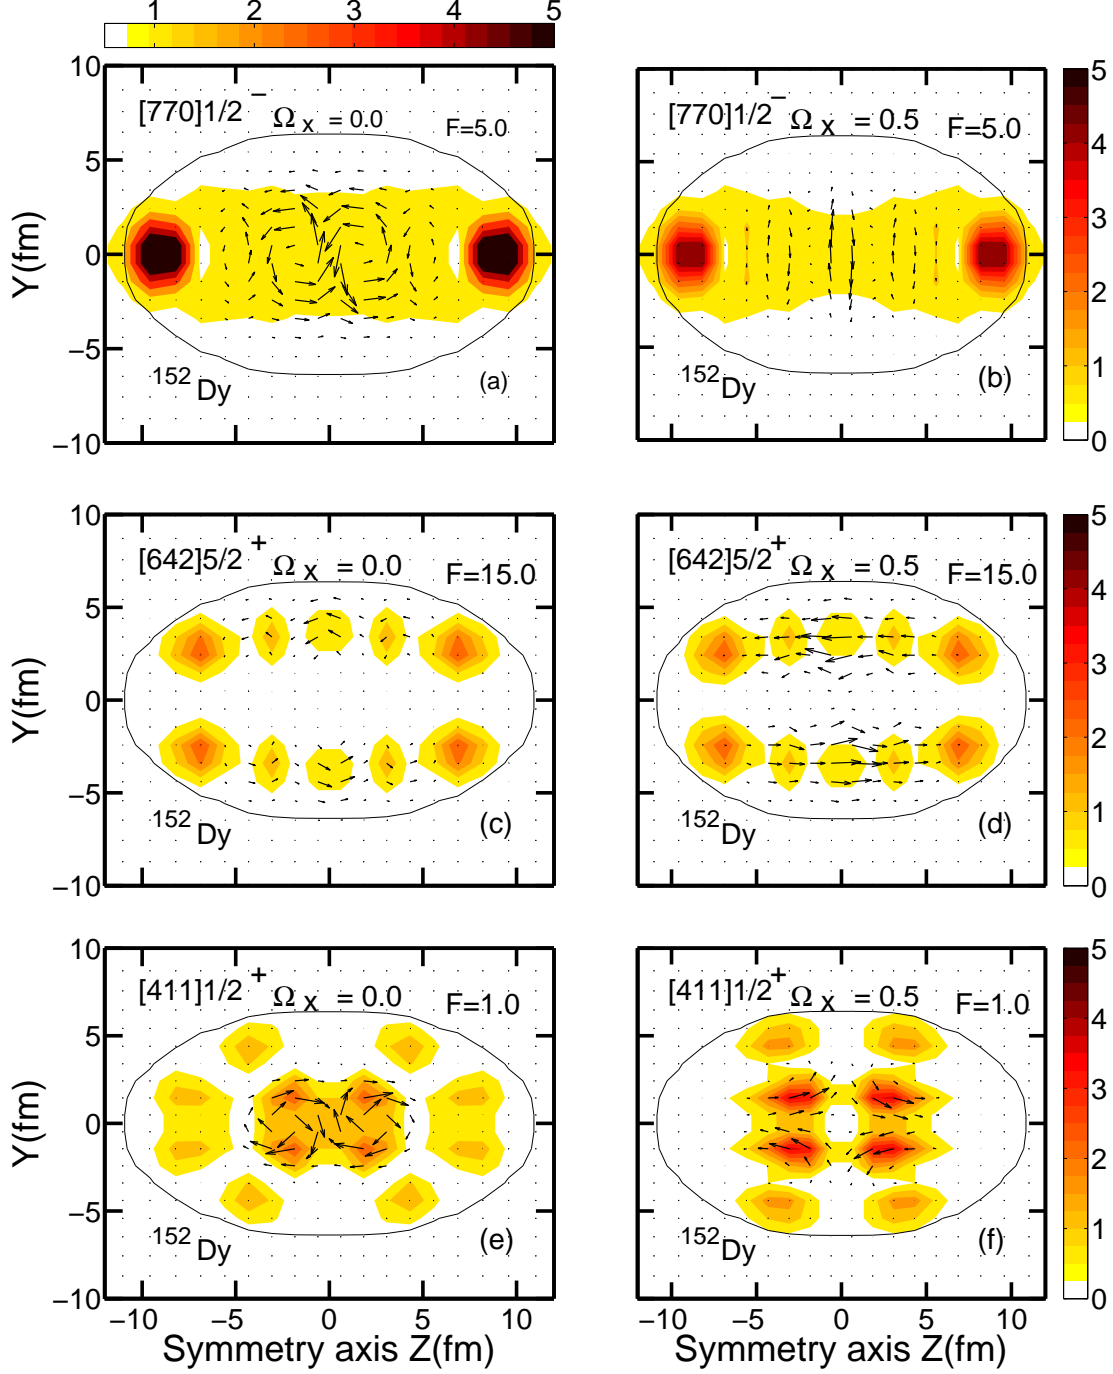 1 2 3 4 5
10
5
0
−5
−10
Y(fm)
[770]1/2 − Ωx = 0.0 F=5.0
152Dy (a)
[770]1/2− Ωx = 0.5 F=5.0
152Dy (b)
5
4
3
2
1
0
10
5
0
−5
−10
Y(fm)
[642]5/2 + Ωx = 0.0 F=15.0
152Dy (c)
[642]5/2+ Ωx = 0.5 F=15.0
152Dy (d)
5
4
3
2
1
0
10
5
0
−5
−10
Y(fm)
[411]1/2 + Ωx = 0.0 F=1.0
152Dy (e)
[411]1/2+ Ωx = 0.5 F=1.0
152Dy (f)
5
4
3
2
1
0
−10 −5 0 5 10
Symmetry axis Z(fm)
−10 −5 0 5 10
Symmetry axis Z(fm)